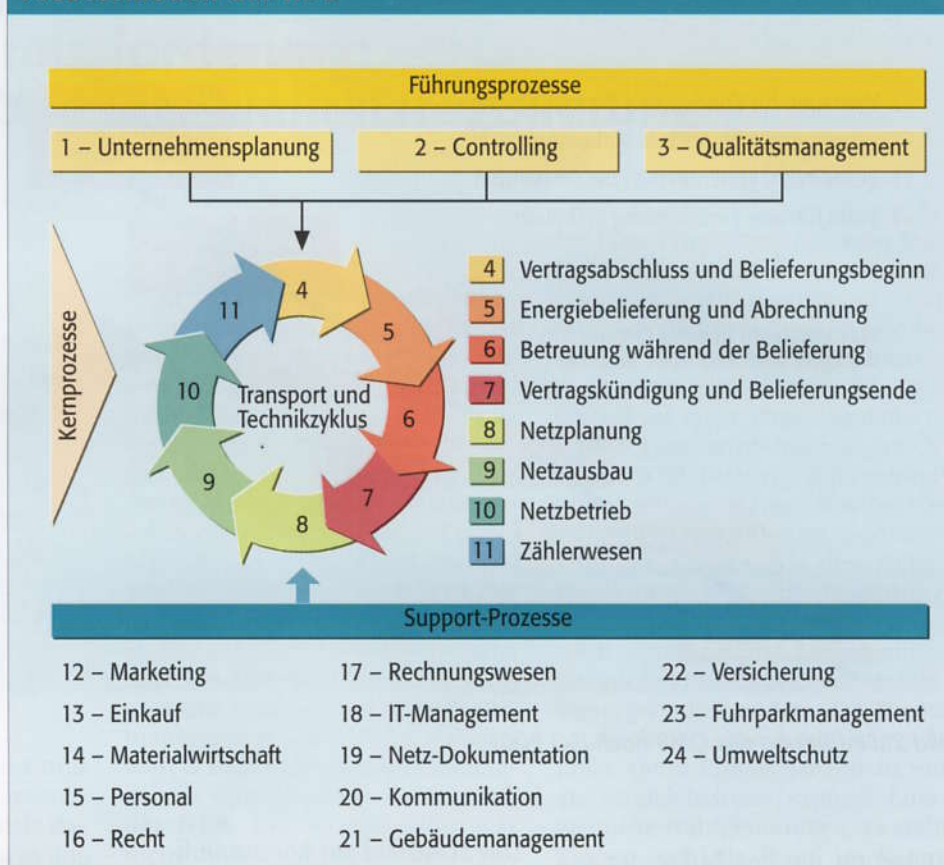 Führungsprozesse
1 – Unternehmensplanung
2 – Controlling
3 – Qualitätsmanagement
Kernprozesse
Transport und
Technikzyklus
4
5
6
7
8
9
10
11
4 Vertragsabschluss und Belieferungsbeginn
5 Energiebelieferung und Abrechnung
6 Betreuung während der Belieferung
7 Vertragskündigung und Belieferungsende
8 Netzplanung
9 Netzausbau
10 Netzbetrieb
11 Zählerwesen
Support-Prozesse
12 – Marketing
13 – Einkauf
14 – Materialwirtschaft
15 – Personal
16 – Recht
17 – Rechnungswesen
18 – IT-Management
19 – Netz-Dokumentation
20 – Kommunikation
21 – Gebäudemanagement
22 – Versicherung
23 – Fuhrparkmanagement
24 – Umweltschutz